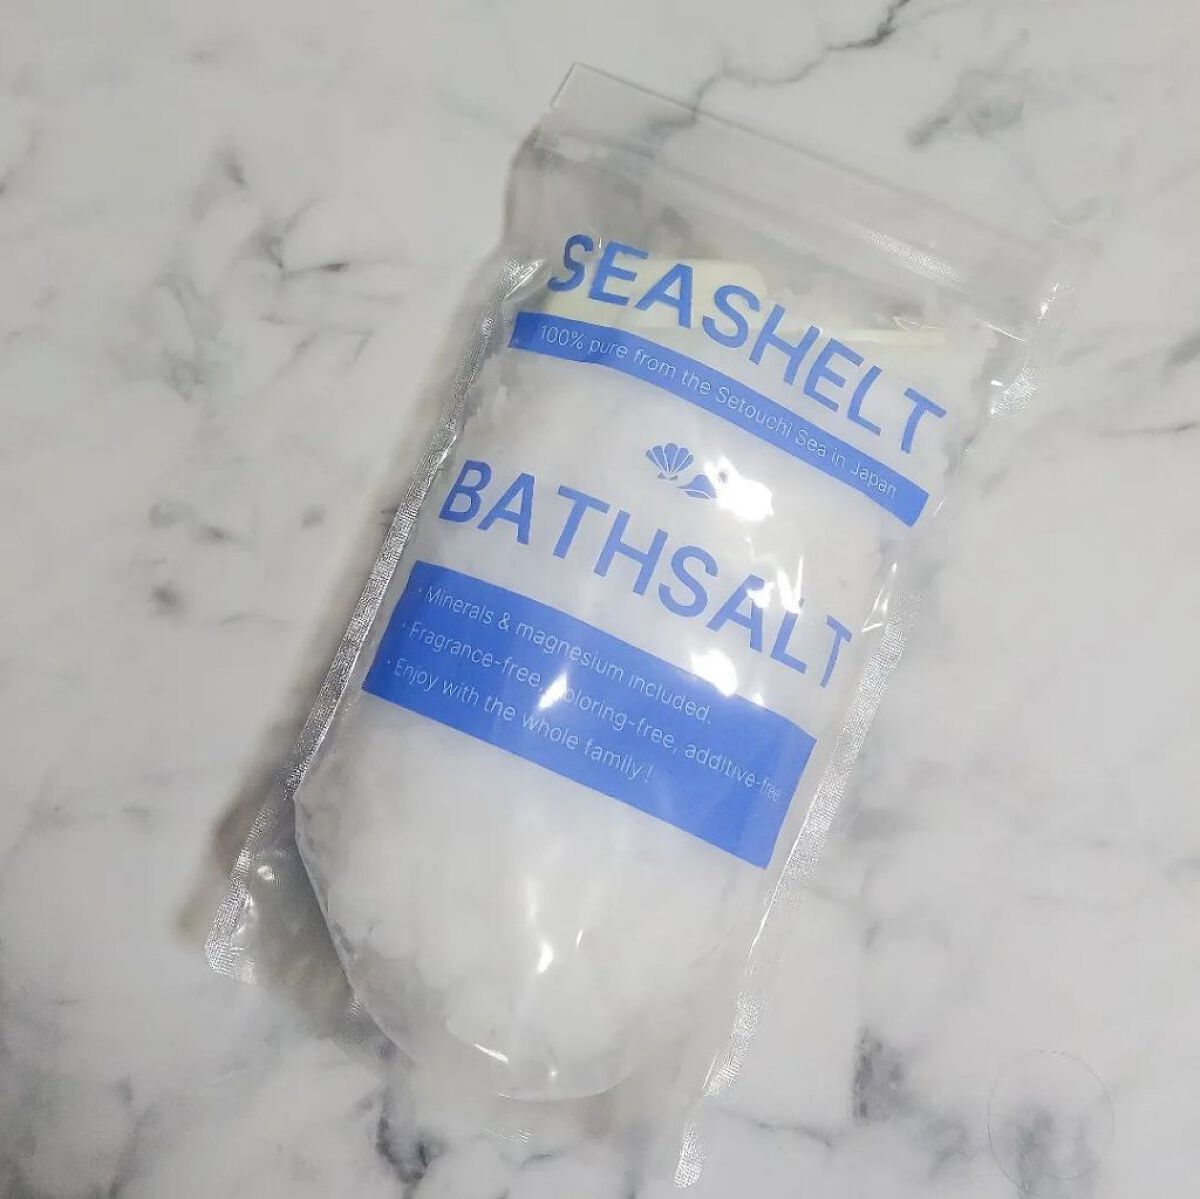 SEASHELT
100% pure from the Setouchi Sea in Japan
BATHSALT
・Minerals & magnesium included.
・Fragrance-free, coloring-free, additive-free
・Enjoy with the whole family!